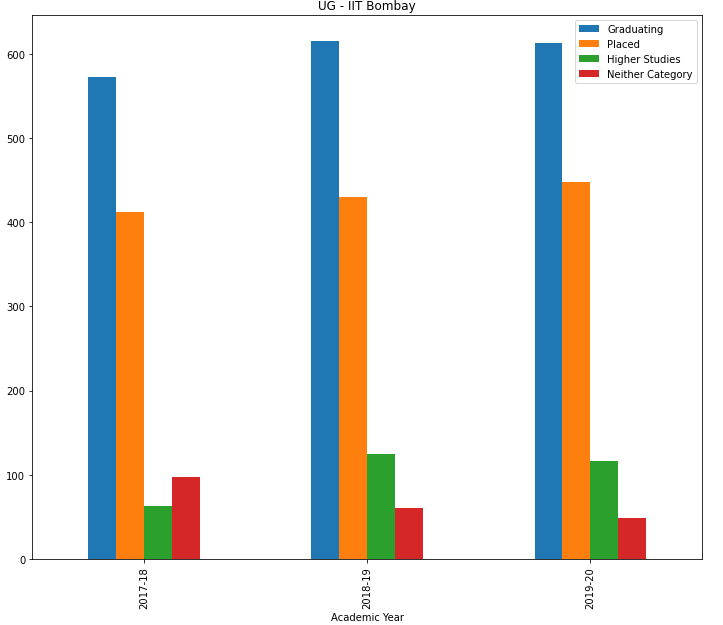 UG - IIT Bombay
Graduating
Placed
Higher Studies
Neither Category
600
500
400
300
200
100
0
2017-18
2018-19
2019-20
Academic Year